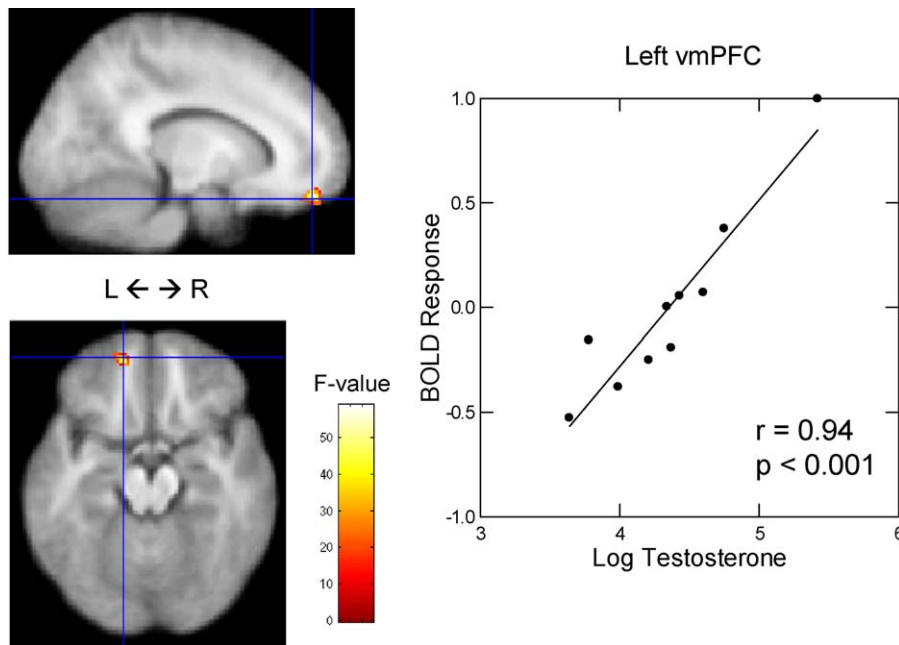 L ← → R
F-value
50
40
30
20
10
0
Left vmPFC
BOLD Response
1.0
0.5
0.0
-0.5
-1.0
r = 0.94
p < 0.001
3 4 5 6
Log Testosterone